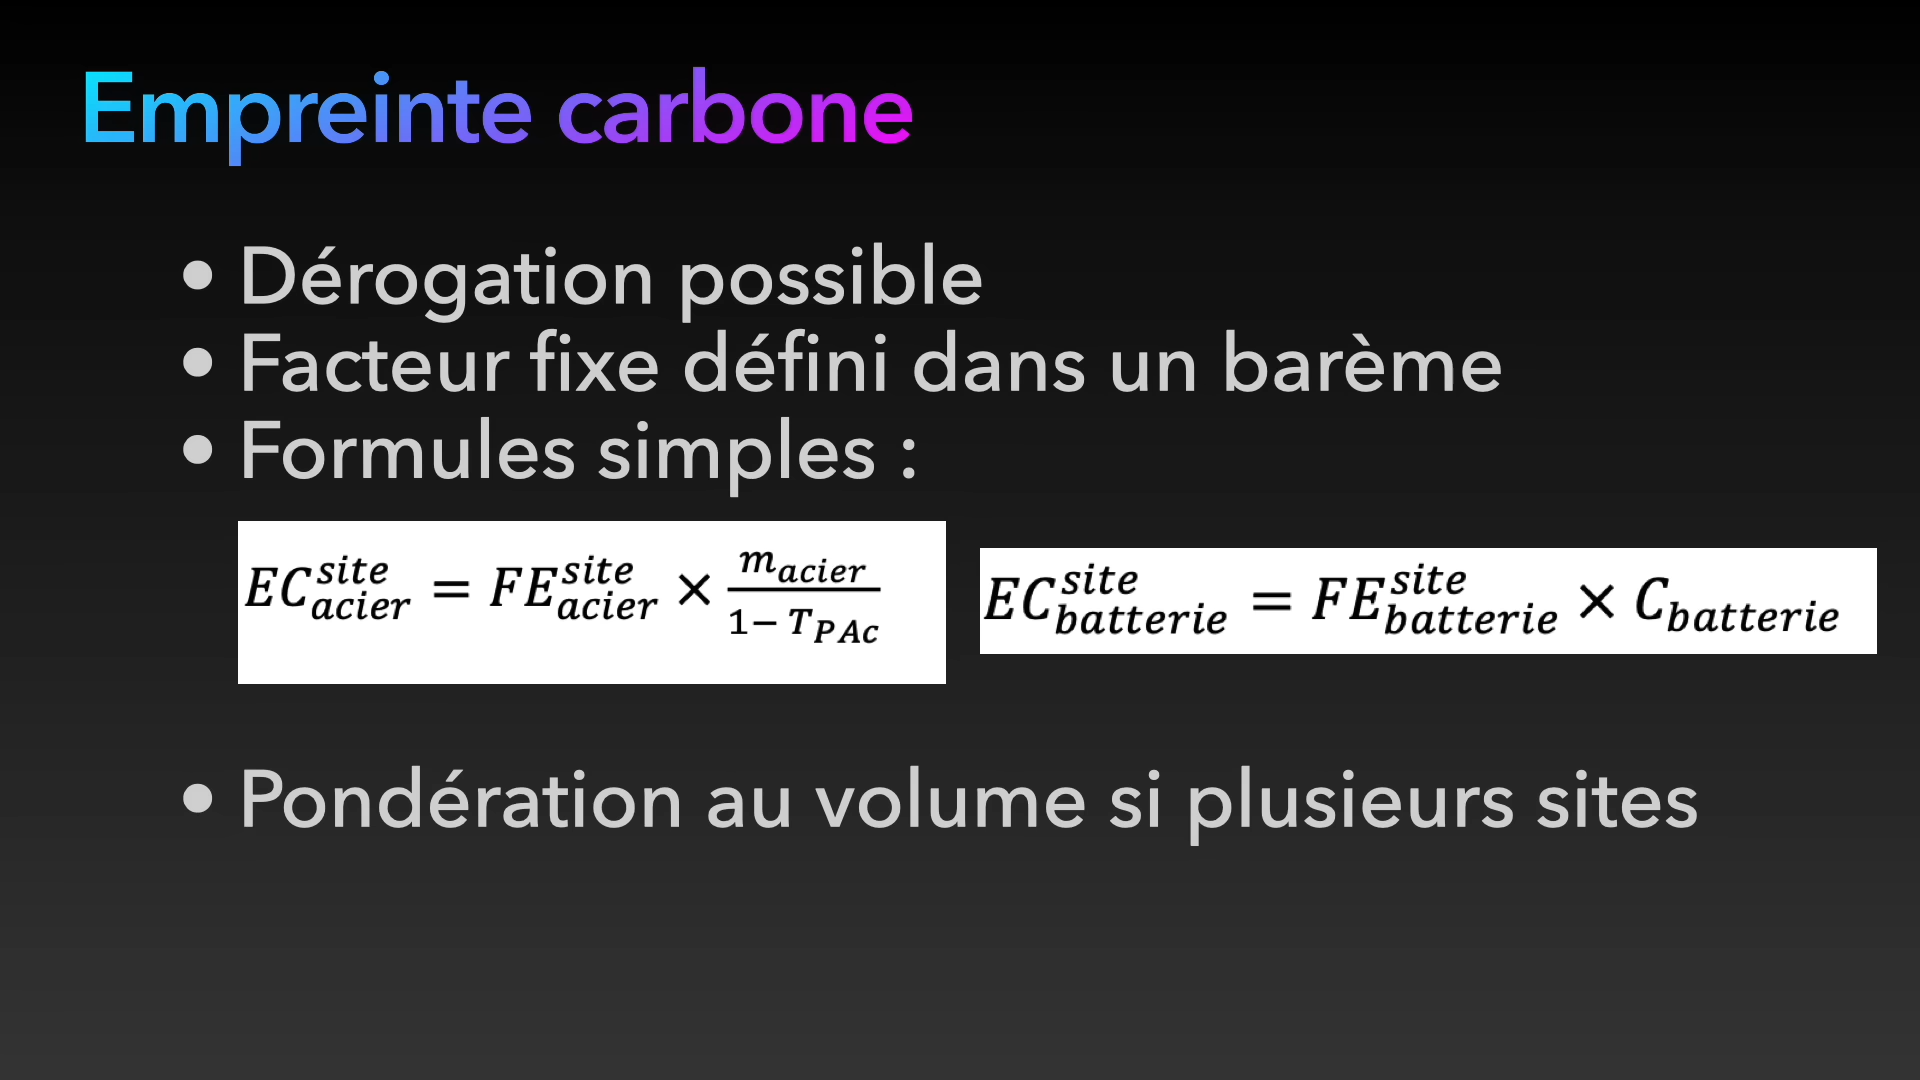 Empreinte carbone
• Dérogation possible
• Facteur fixe défini dans un barème
• Formules simples :
$EC_{acier}^{site} = FE_{acier}^{site} \times \frac{m_{acier}}{1 - T_{PAc}}$
$EC_{batterie}^{site} = FE_{batterie}^{site} \times C_{batterie}$
• Pondération au volume si plusieurs sites